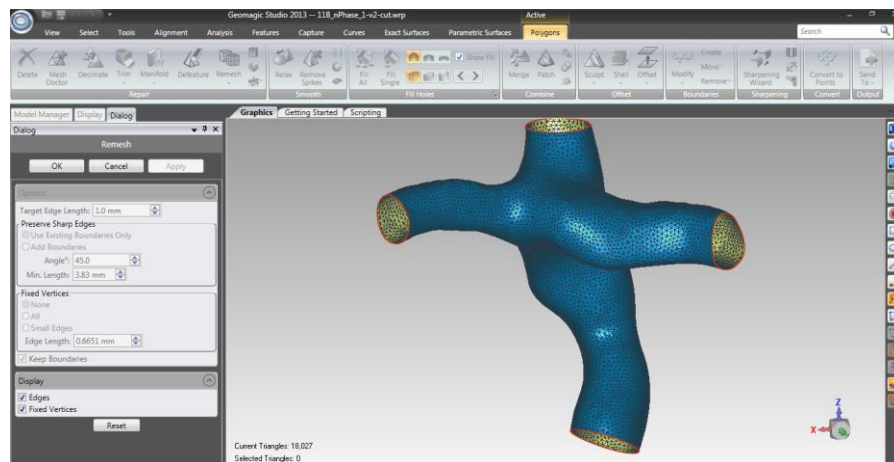 Geomagic Studio 2013 -- 118_nPhase_1-v2-cut.wrp
Active
View Select Tools Alignment Analysis Features Capture Curves Exact Surfaces Parametric Surfaces Polygons
Search
Delete Mesh Doctor Decimate Trim Manifold Defeature Remesh Relax Remove Spikes Fill All Fill Single Show Fill Merge Patch Sculpt Shell Offset Modify Create Move Remove Sharpening Wizard Convert to Points Send To
Repair Smooth Fill Holes Combine Offset Boundaries Sharpening Convert Output
Model Manager Display Dialog
Graphics Getting Started Scripting
Dialog
Remesh
OK Cancel Apply
Options
Target Edge Length: 1.0 mm
Preserve Sharp Edges
Use Existing Boundaries Only
Add Boundaries
Angle°: 45.0
Min. Length: 3.83 mm
Fixed Vertices
None
All
Small Edges
Edge Length: 0.6651 mm
Keep Boundaries
Display
Edges
Fixed Vertices
Reset
Z
X
Current Triangles: 18,027
Selected Triangles: 0